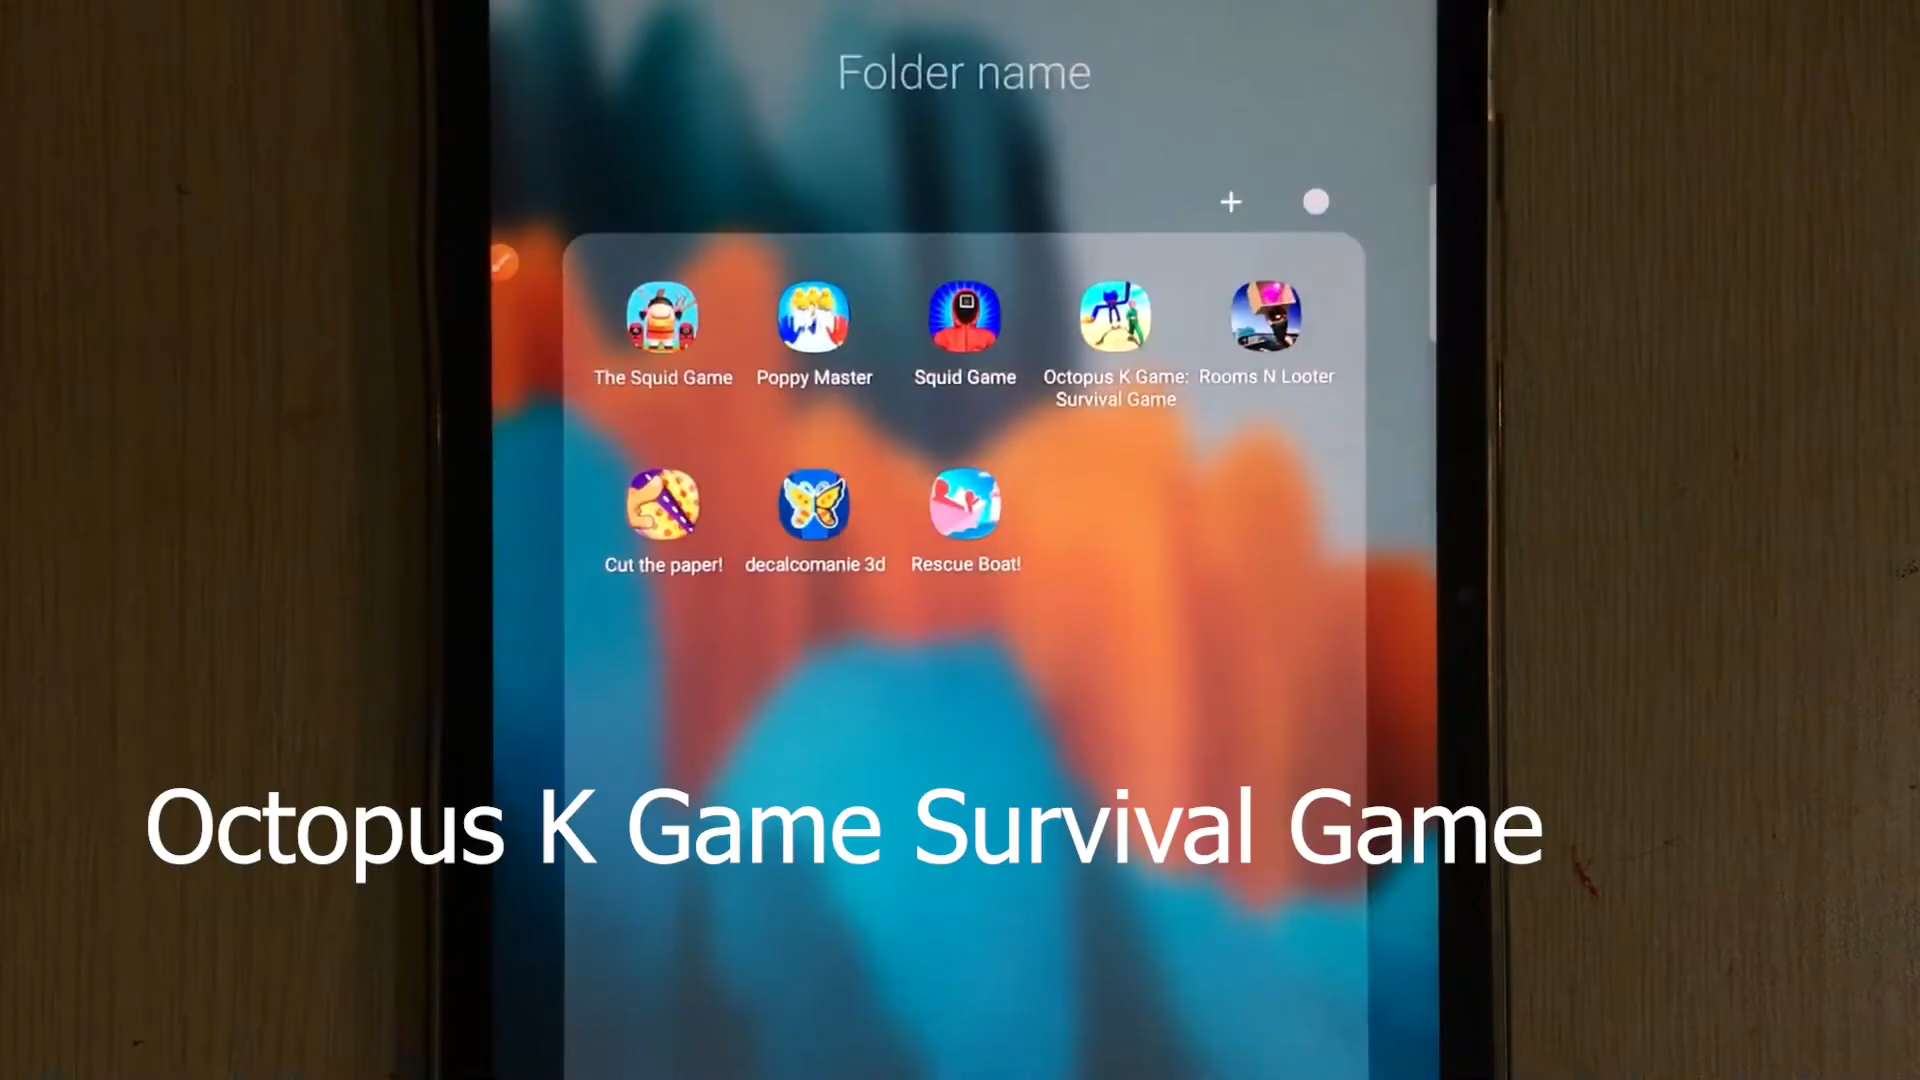 Folder name
The Squid Game
Poppy Master
Squid Game
Octopus K Game:
Survival Game
Rooms N Looter
Cut the paper!
decalcomanie 3d
Rescue Boat!
Octopus K Game Survival Game